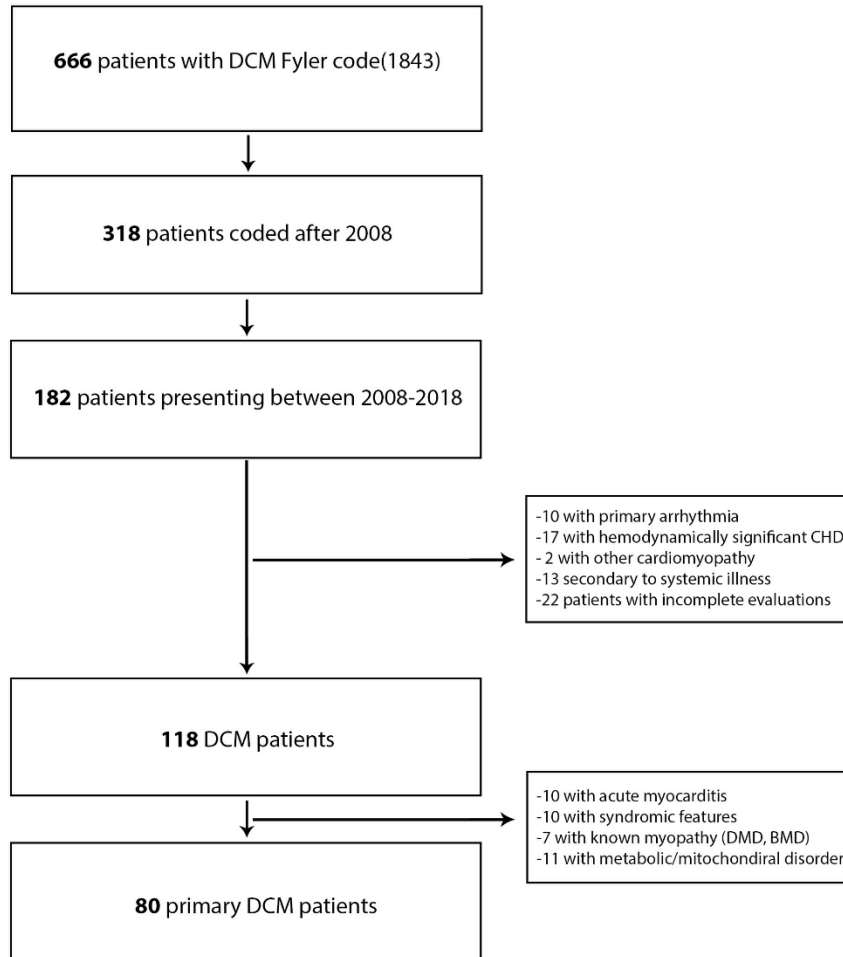 666 patients with DCM Fyler code(1843)
318 patients coded after 2008
182 patients presenting between 2008-2018
-10 with primary arrhythmia
-17 with hemodynamically significant CHD
- 2 with other cardiomyopathy
-13 secondary to systemic illness
-22 patients with incomplete evaluations
118 DCM patients
-10 with acute myocarditis
-10 with syndromic features
-7 with known myopathy (DMD, BMD)
-11 with metabolic/mitochondiral disorder
80 primary DCM patients